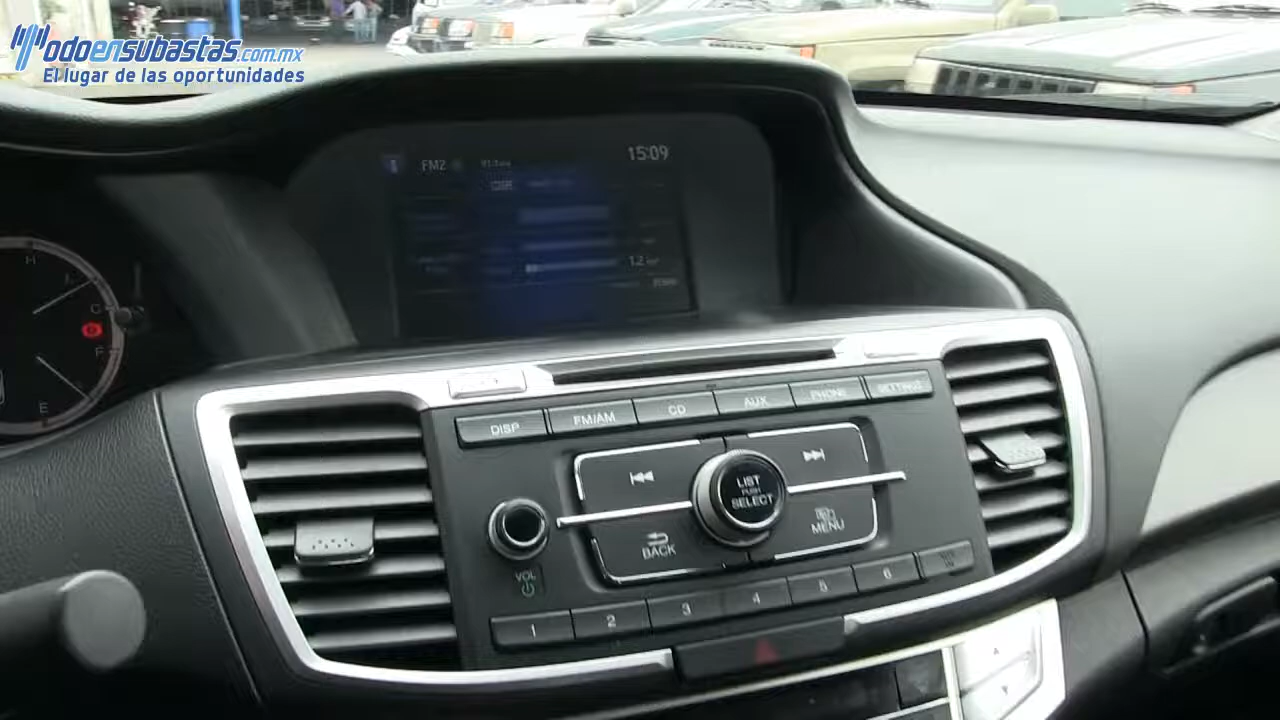 Todoensubastas.com.mx
El lugar de las oportunidades
FM2
15:09
H
C
F
E
DISP
FM/AM
CD
AUX
PHONE
SETTING
LIST
PUSH
SELECT
BACK
MENU
VOL
1 2 3 4 5 6